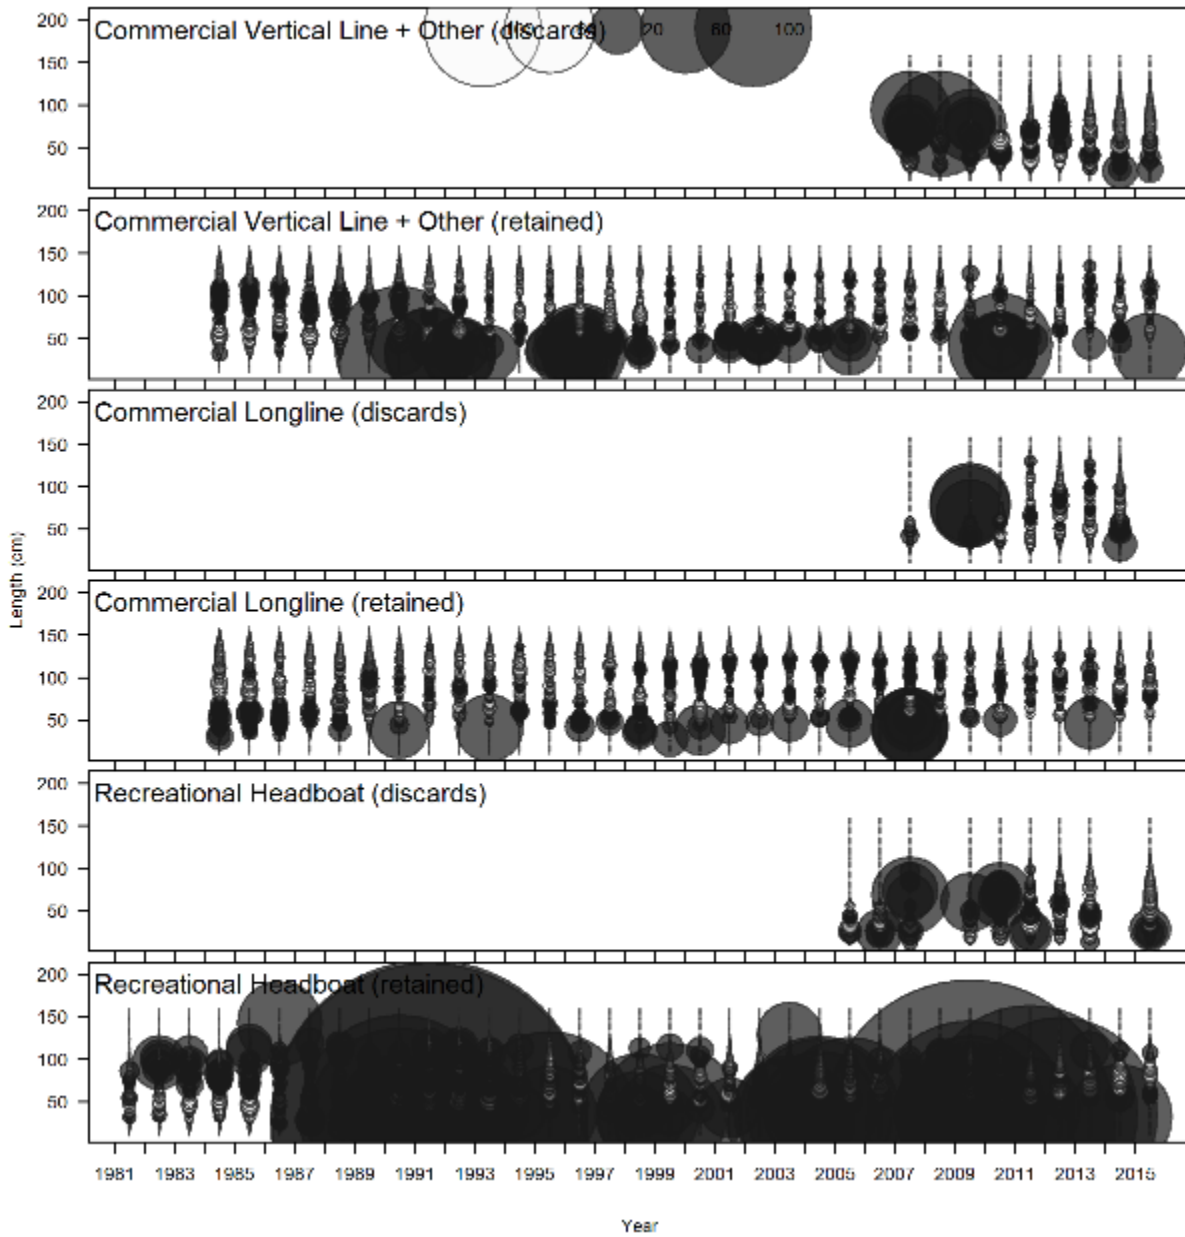 Commercial Vertical Line + Other (discards)
20 60 100
200
150
100
50
Commercial Vertical Line + Other (retained)
200
150
100
50
Commercial Longline (discards)
200
150
100
50
Commercial Longline (retained)
200
150
100
50
Recreational Headboat (discards)
200
150
100
50
Recreational Headboat (retained)
200
150
100
50
Length (cm)
1981 1983 1985 1987 1989 1991 1993 1995 1997 1999 2001 2003 2005 2007 2009 2011 2013 2015
Year